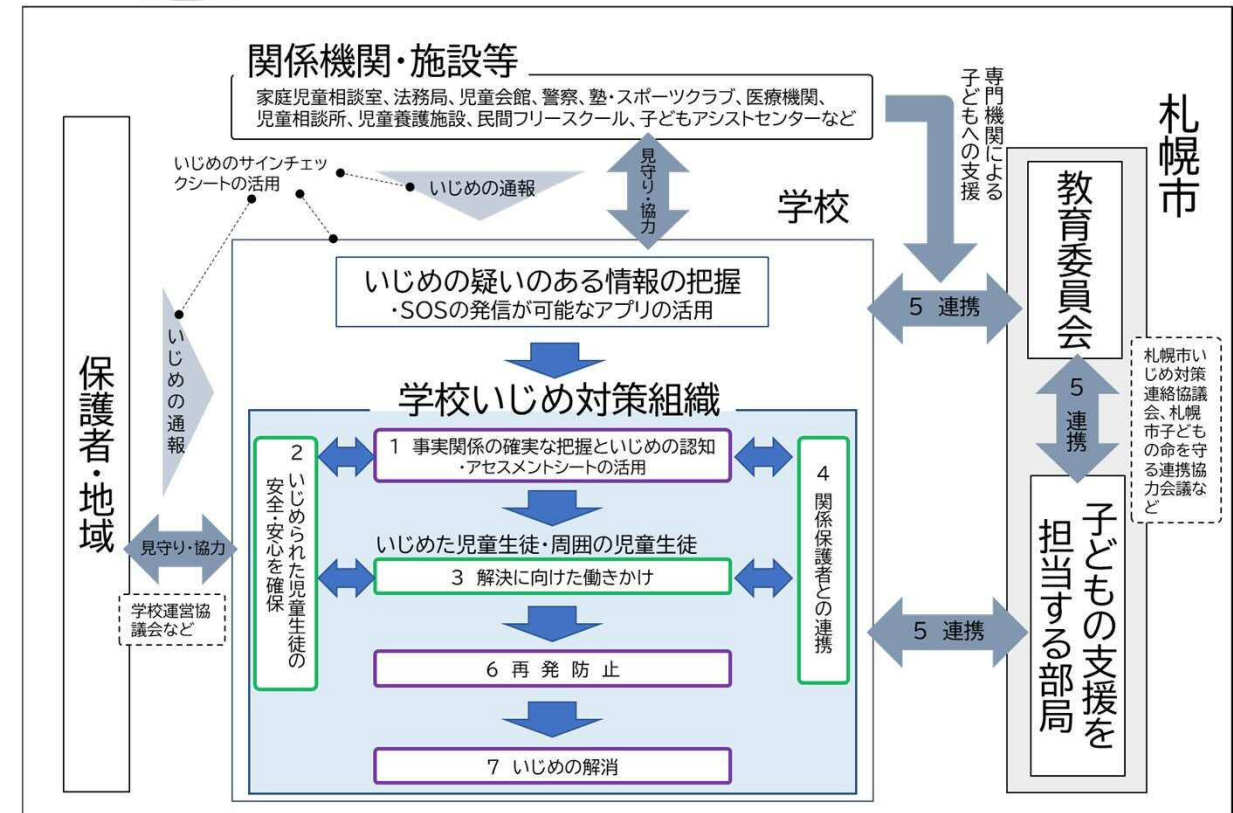 関係機関・施設等
家庭児童相談室、法務局、児童会館、警察、塾・スポーツクラブ、医療機関、
児童相談所、児童養護施設、民間フリースクール、子どもアシストセンターなど
専門機関による
子どもへの支援
札幌市
いじめのサインチェッ
クシートの活用
いじめの通報
見守り・協力
学校
いじめの疑いのある情報の把握
・SOSの発信が可能なアプリの活用
5 連携
教育委員会
いじめの通報
保護者・地域
学校いじめ対策組織
1 事実関係の確実な把握といじめの認知
・アセスメントシートの活用
2 いじめられた児童生徒の
安全・安心を確保
4 関係保護者との連携
5 連携
札幌市い
じめ対策
連絡協議
会、札幌
市子ども
の命を守
る連携協
力会議な
ど
見守り・協力
学校運営協
議会など
いじめた児童生徒・周囲の児童生徒
3 解決に向けた働きかけ
5 連携
子どもの支援を
担当する部局
6 再発防止
7 いじめの解消